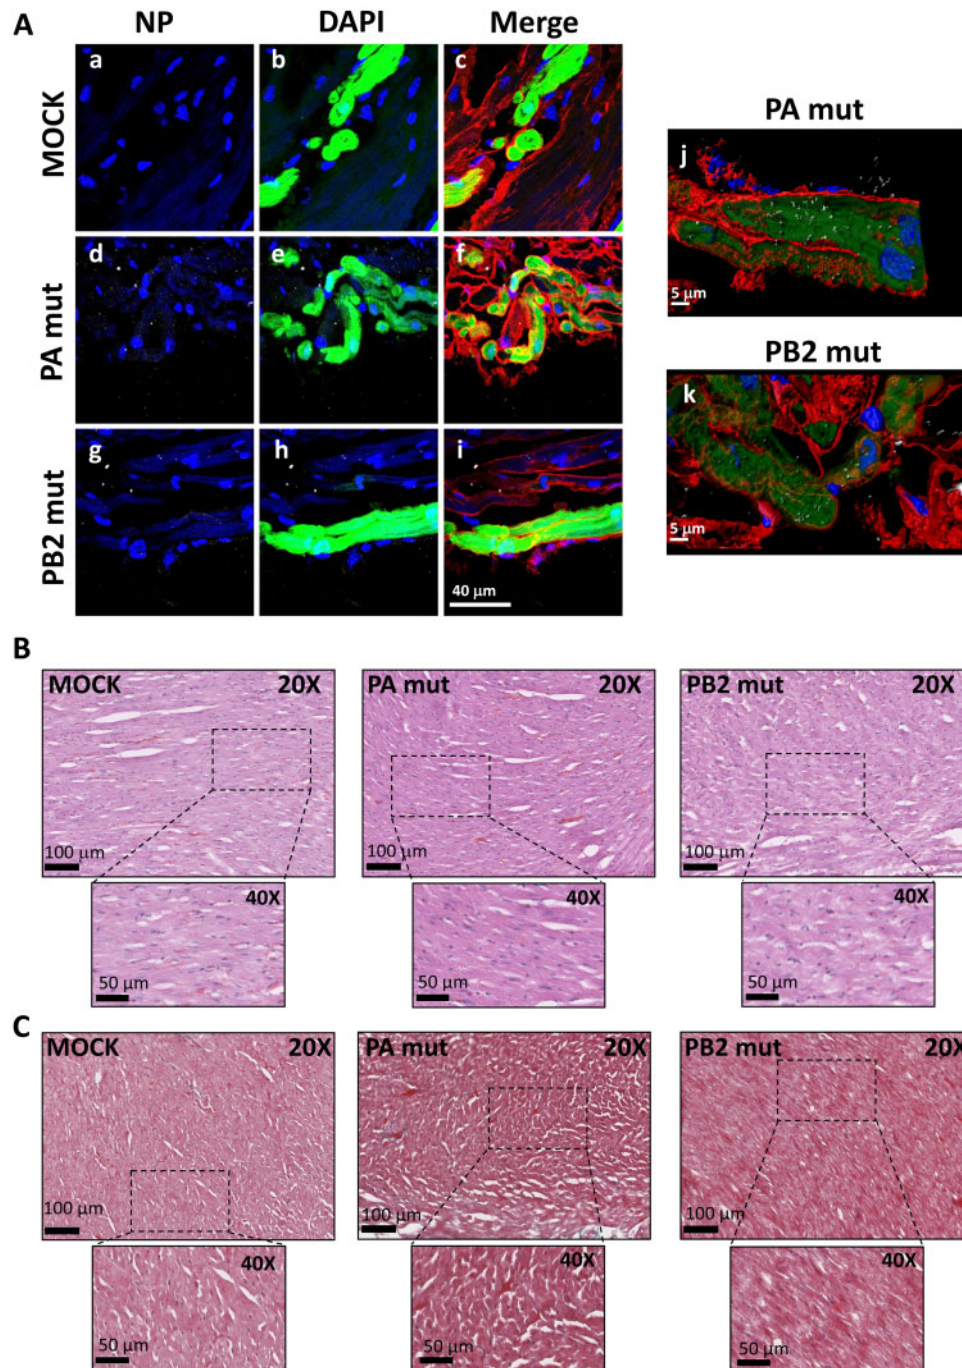 A
NP DAPI Merge
MOCK
a b c
PA mut
d e f
PB2 mut
g h i
40 µm
PA mut
j
5 µm
PB2 mut
k
5 µm
B
MOCK 20X
100 µm
40X
50 µm
PA mut 20X
100 µm
40X
50 µm
PB2 mut 20X
100 µm
40X
50 µm
C
MOCK 20X
100 µm
40X
50 µm
PA mut 20X
100 µm
40X
50 µm
PB2 mut 20X
100 µm
40X
50 µm